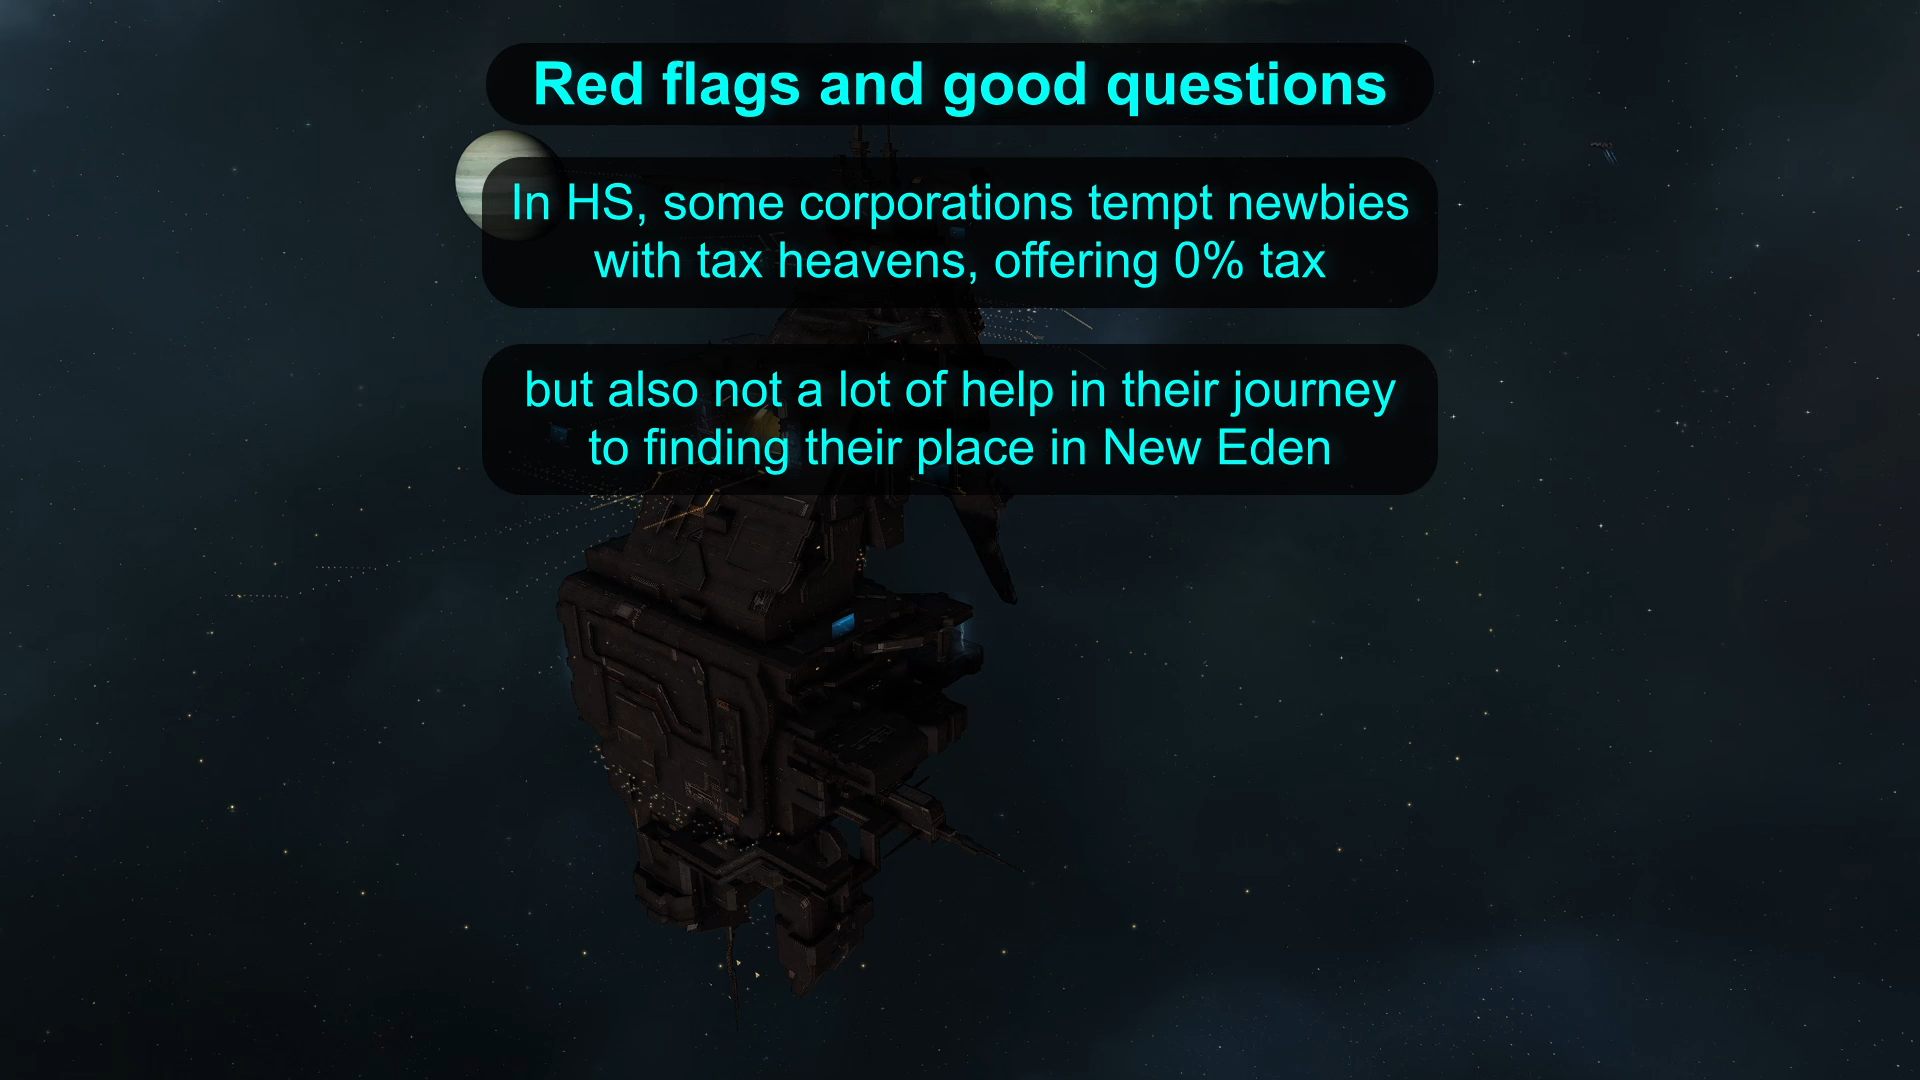 Red flags and good questions
In HS, some corporations tempt newbies
with tax heavens, offering 0% tax
but also not a lot of help in their journey
to finding their place in New Eden